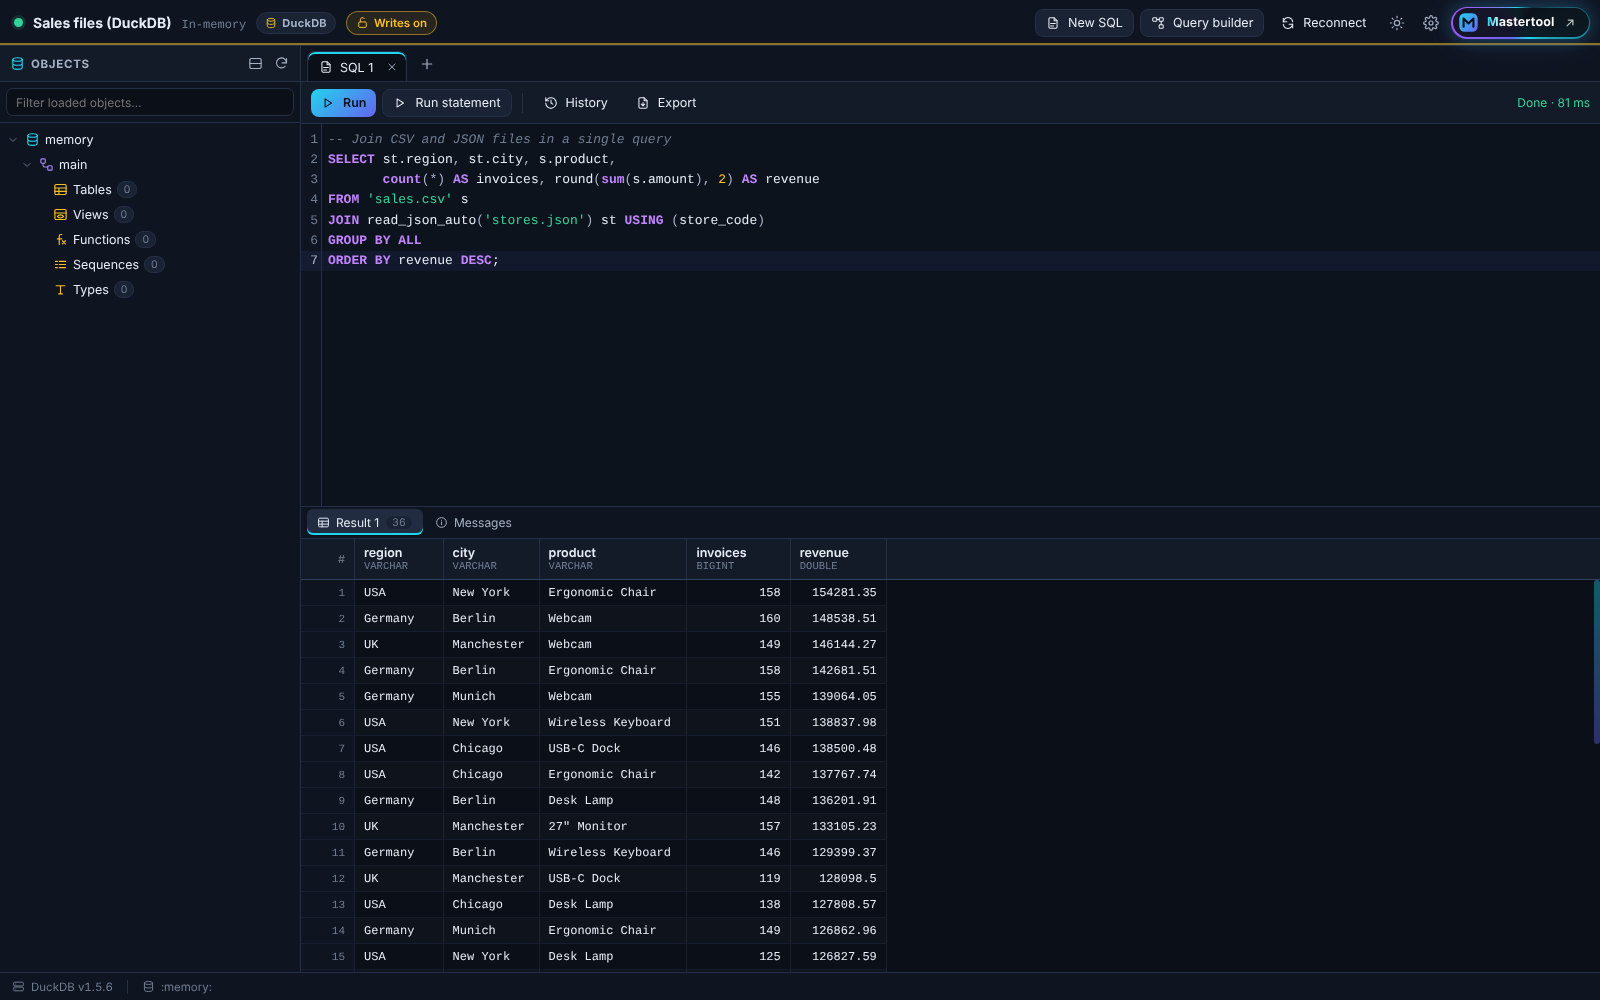 Sales files (DuckDB) In-memory DuckDB Writes on New SQL Query builder Reconnect Mastertool
OBJECTS
SQL 1
Filter loaded objects...
Run Run statement History Export Done · 81 ms
memory
main
Tables 0
Views 0
Functions 0
Sequences 0
Types 0
1 -- Join CSV and JSON files in a single query
2 SELECT st.region, st.city, s.product,
3 count(*) AS invoices, round(sum(s.amount), 2) AS revenue
4 FROM 'sales.csv' s
5 JOIN read_json_auto('stores.json') st USING (store_code)
6 GROUP BY ALL
7 ORDER BY revenue DESC;
Result 1 36 Messages
# region city product invoices revenue
VARCHAR VARCHAR VARCHAR BIGINT DOUBLE
1 USA New York Ergonomic Chair 158 154281.35
2 Germany Berlin Webcam 160 148538.51
3 UK Manchester Webcam 149 146144.27
4 Germany Berlin Ergonomic Chair 158 142681.51
5 Germany Munich Webcam 155 139064.05
6 USA New York Wireless Keyboard 151 138837.98
7 USA Chicago USB-C Dock 146 138500.48
8 USA Chicago Ergonomic Chair 142 137767.74
9 Germany Berlin Desk Lamp 148 136201.91
10 UK Manchester 27" Monitor 157 133105.23
11 Germany Berlin Wireless Keyboard 146 129399.37
12 UK Manchester USB-C Dock 119 128098.5
13 USA Chicago Desk Lamp 138 127808.57
14 Germany Munich Ergonomic Chair 149 126862.96
15 USA New York Desk Lamp 125 126827.59
DuckDB v1.5.6 :memory: